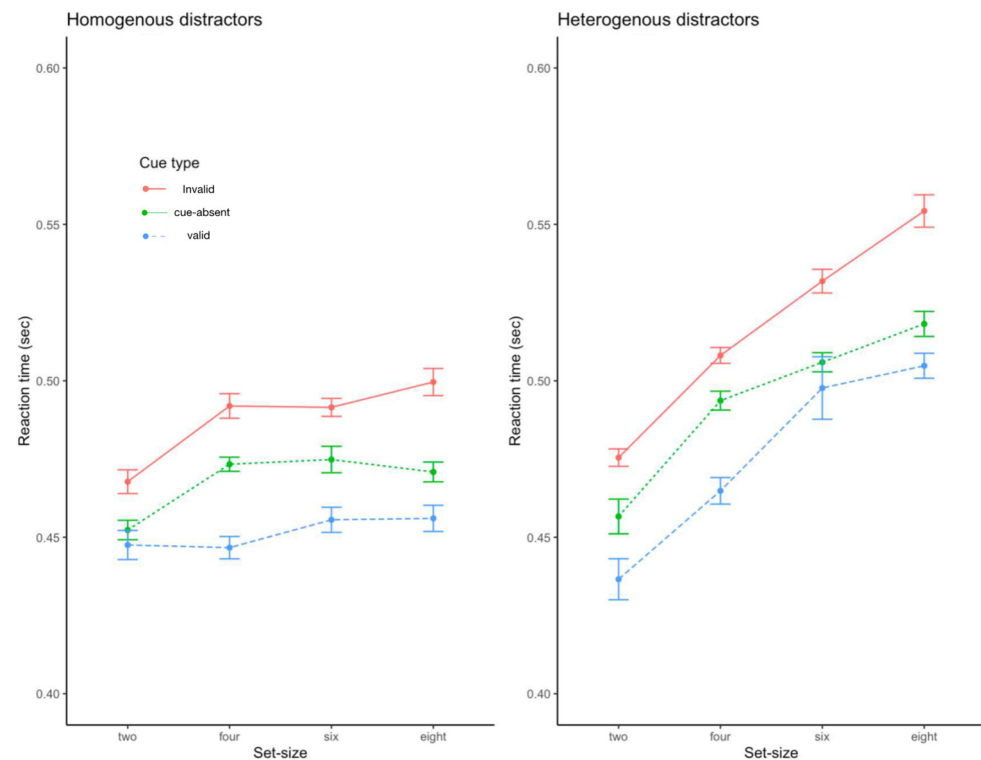 Homogenous distractors
Heterogenous distractors
0.60
0.55
0.50
0.45
0.40
Reaction time (sec)
Cue type
Invalid
cue-absent
valid
two four six eight
Set-size
0.60
0.55
0.50
0.45
0.40
Reaction time (sec)
two four six eight
Set-size